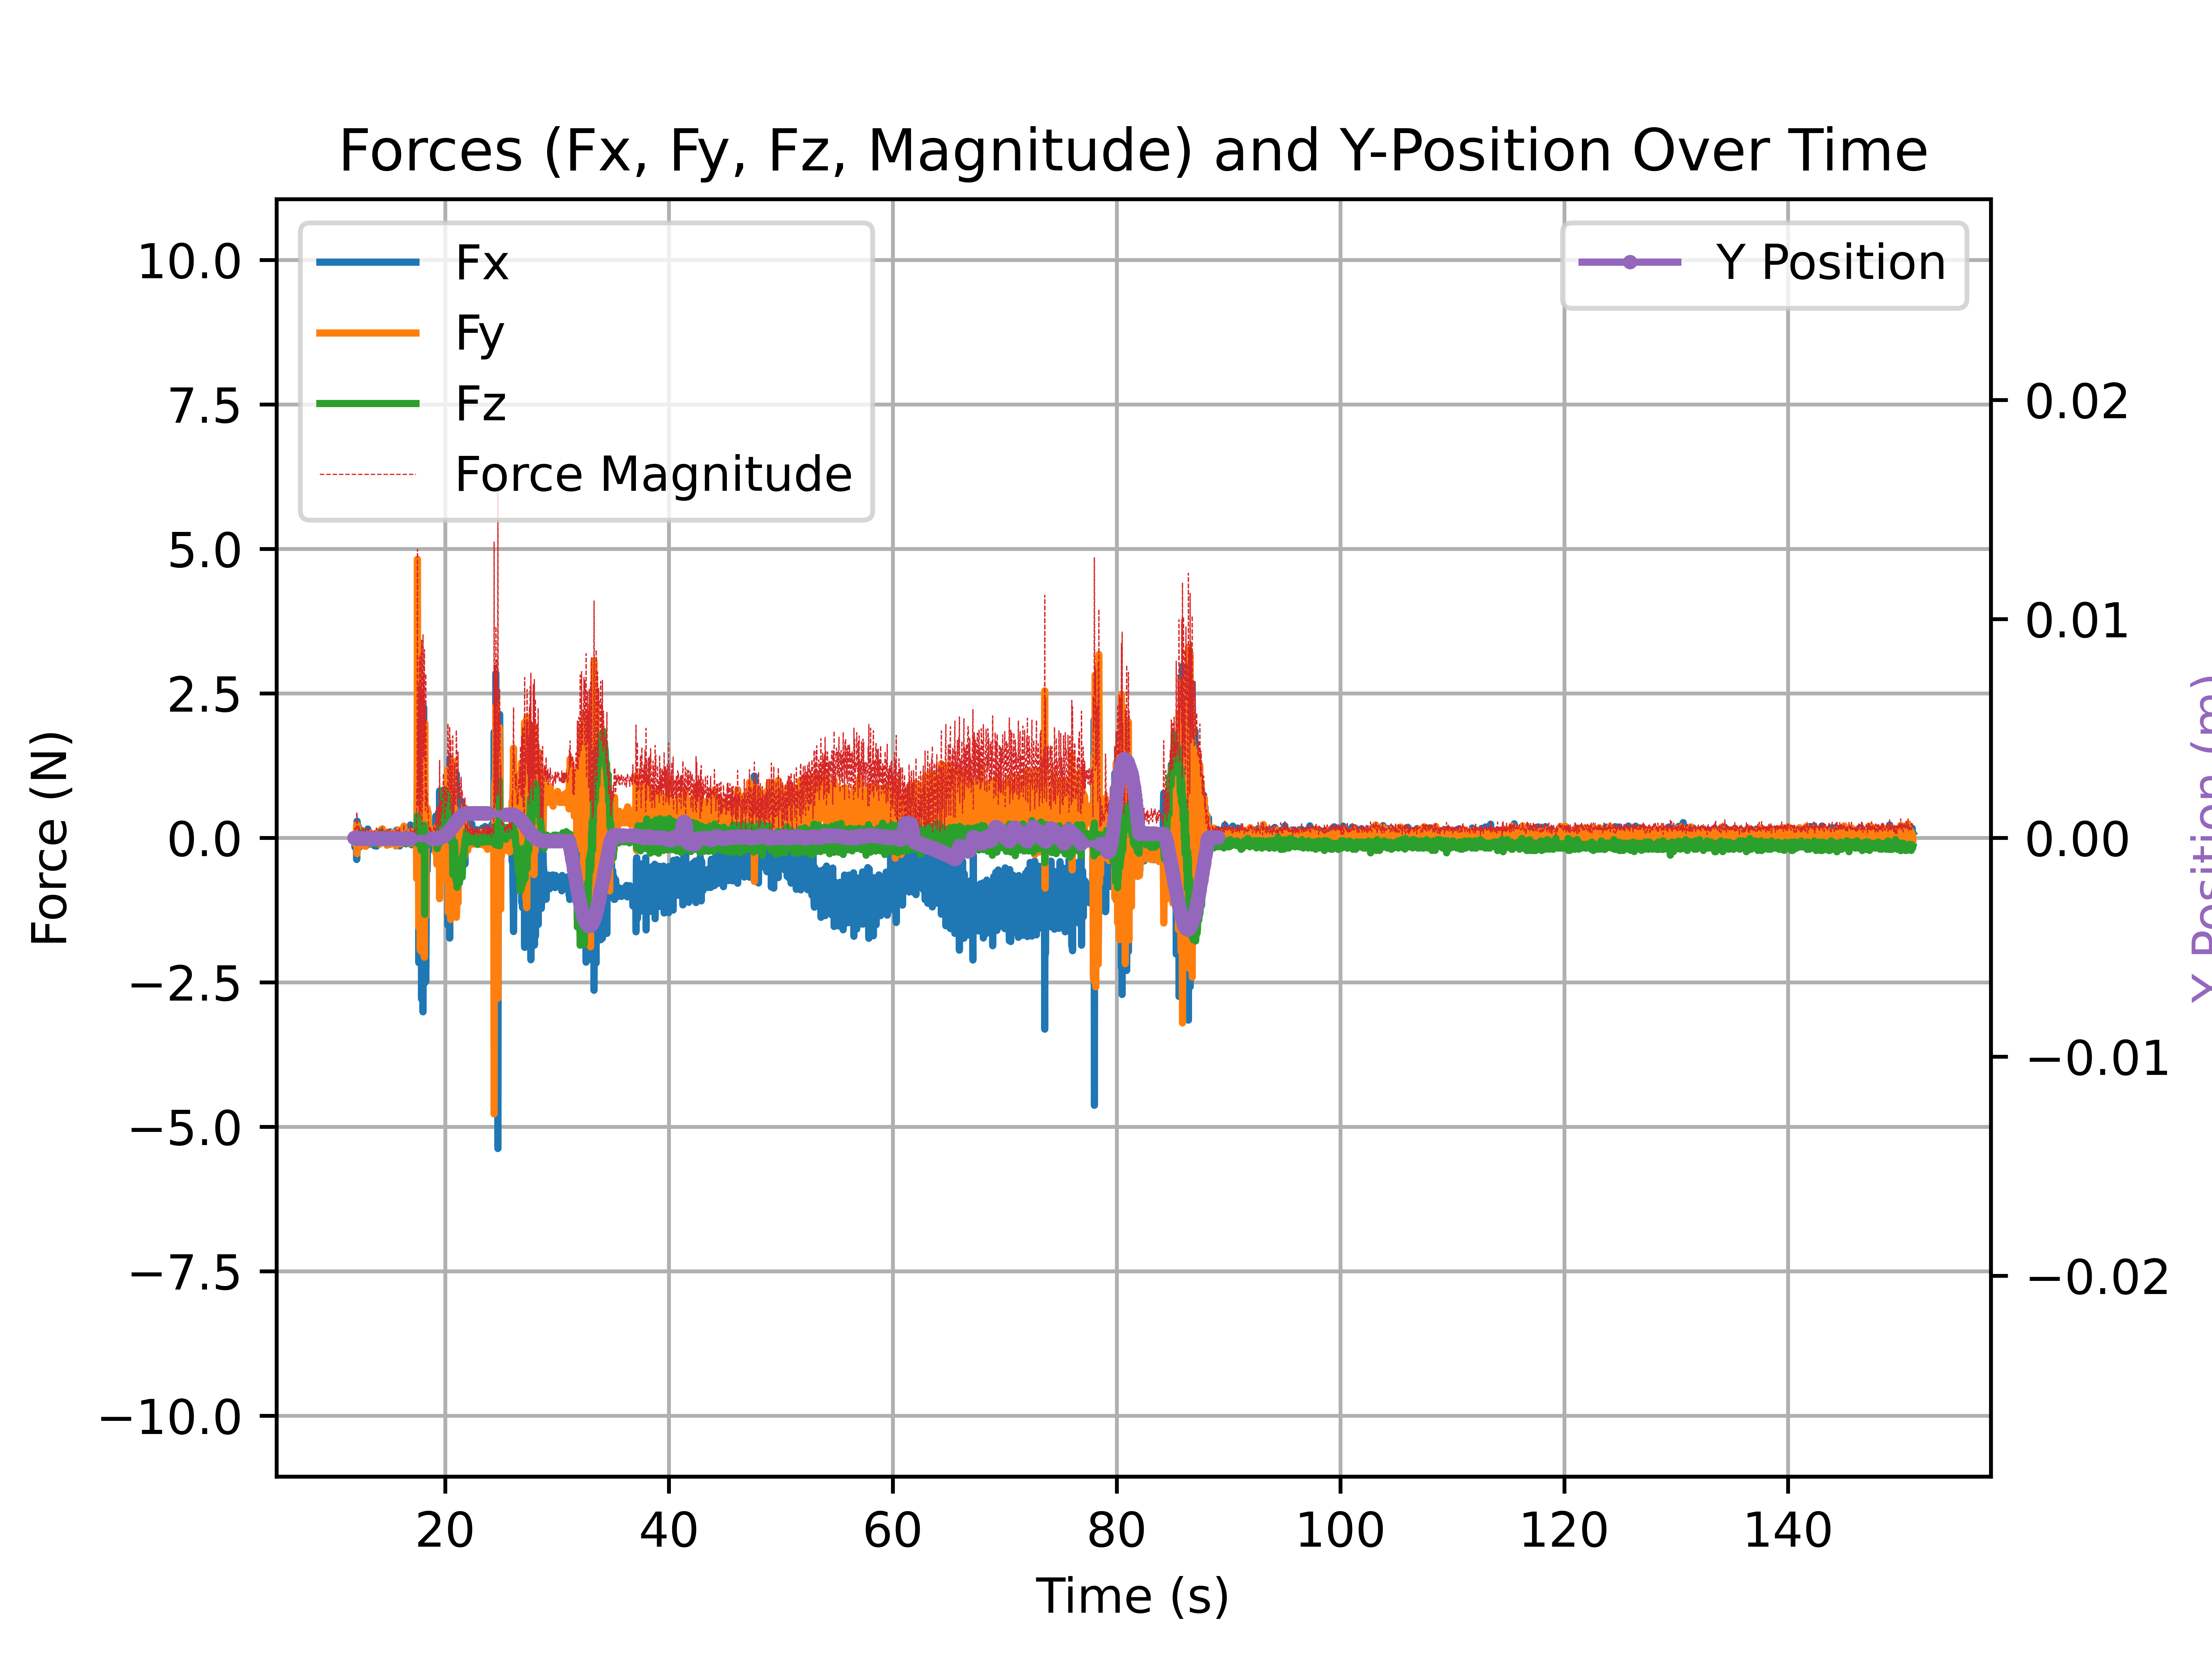 Forces (Fx, Fy, Fz, Magnitude) and Y-Position Over Time
Fx
Fy
Fz
Force Magnitude
Y Position
10.0
7.5
5.0
2.5
0.0
−2.5
−5.0
−7.5
−10.0
Force (N)
0.02
0.01
0.00
−0.01
−0.02
Y Position (m)
20 40 60 80 100 120 140
Time (s)